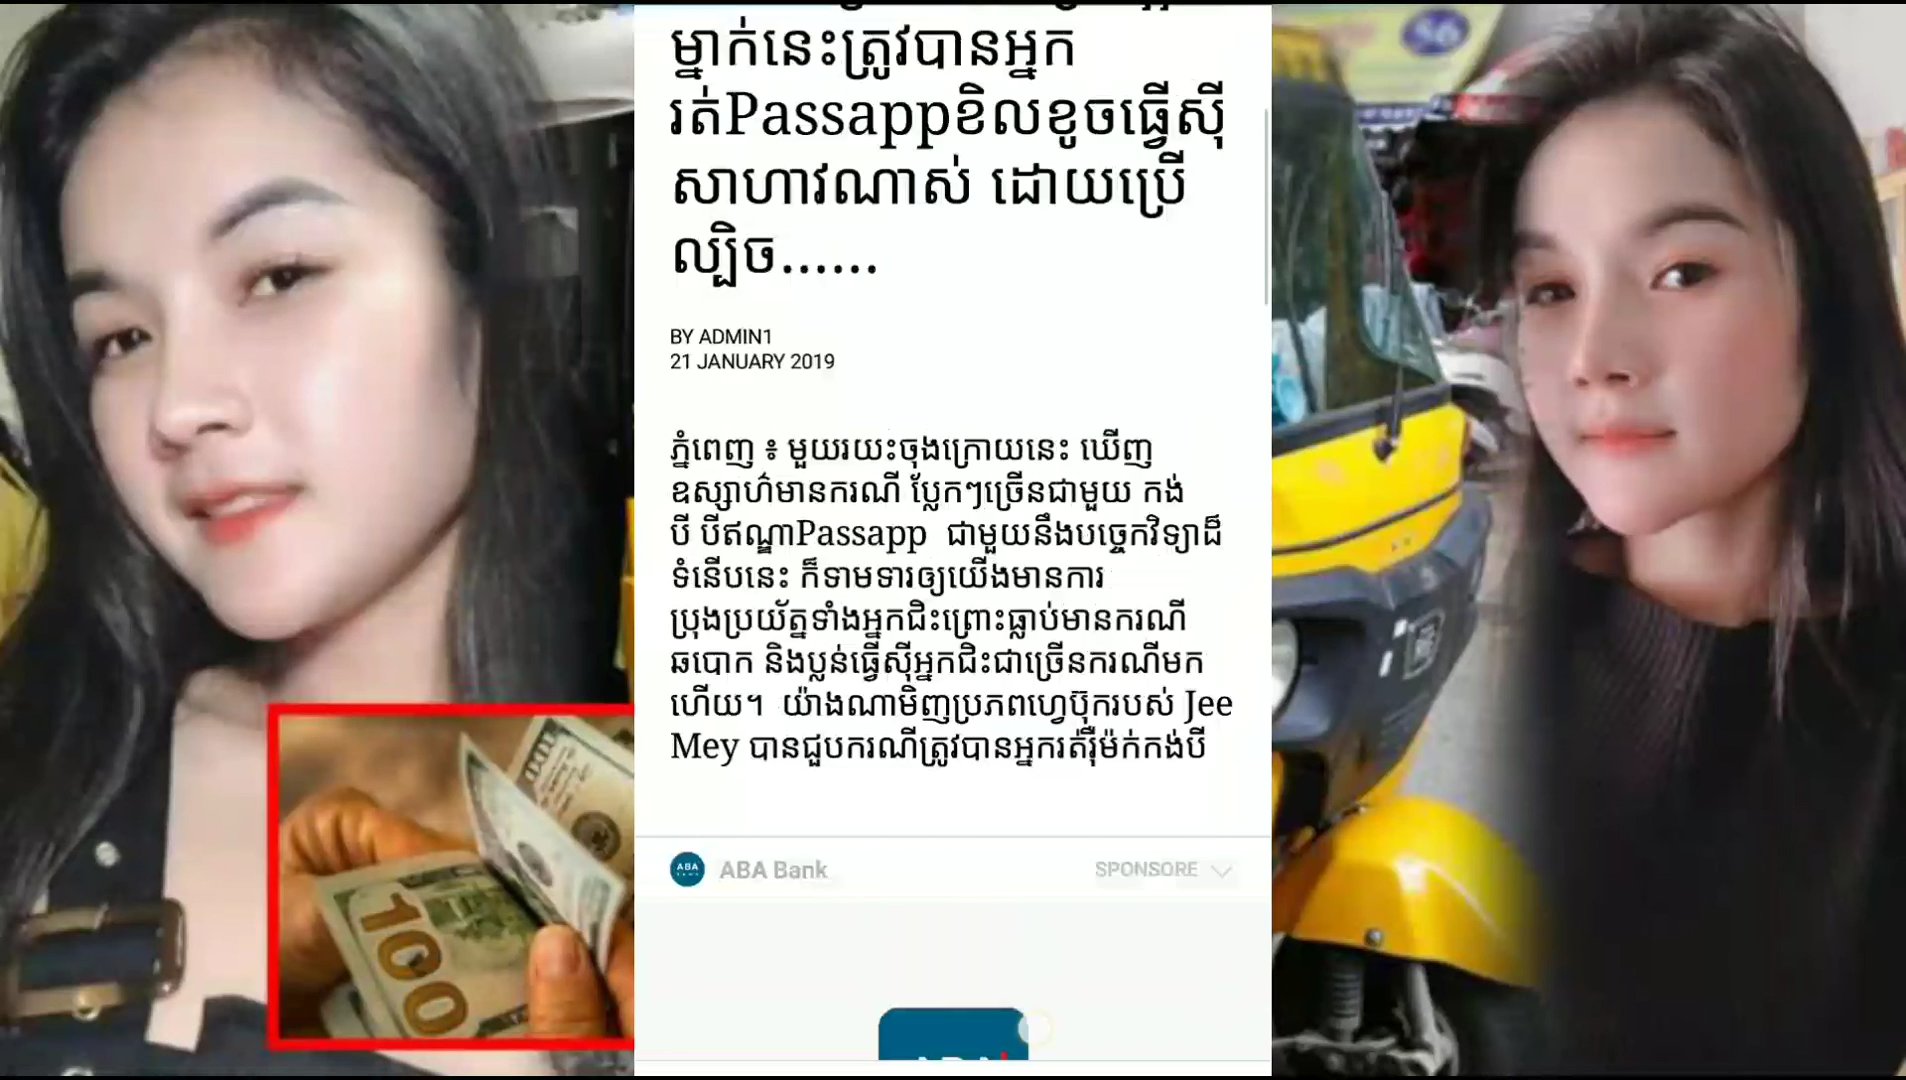 ម្នាក់នេះត្រូវបានអ្នក
រត់Passappខិលខូចធ្វើស៊ី
សាហាវណាស់ ដោយប្រើ
ល្បិច......
BY ADMIN1
21 JANUARY 2019
ភ្នំពេញ ៖ មួយរយះចុងក្រោយនេះ ឃើញ
ឧស្សាហ៌មានករណី ប្លែកៗច្រើនជាមួយ កង់
បី បីឥណ្ឌាPassapp ជាមួយនឹងបច្ចេកវិទ្យាដ៏
ទំនើបនេះ ក៏ទាមទារឲ្យយើងមានការ
ប្រុងប្រយ័ត្នទាំងអ្នកជិះព្រោះធ្លាប់មានករណី
ឆបោក និងប្លន់ធ្វើស៊ីអ្នកជិះជាច្រើនករណីមក
ហើយ។ យ៉ាងណាមិញប្រភពហ្វេប៊ុករបស់ Jee
Mey បានជួបករណីត្រូវបានអ្នករត់រ៉ឺម៉ក់កង់បី
ABA Bank
SPONSORE
ABA
100
56